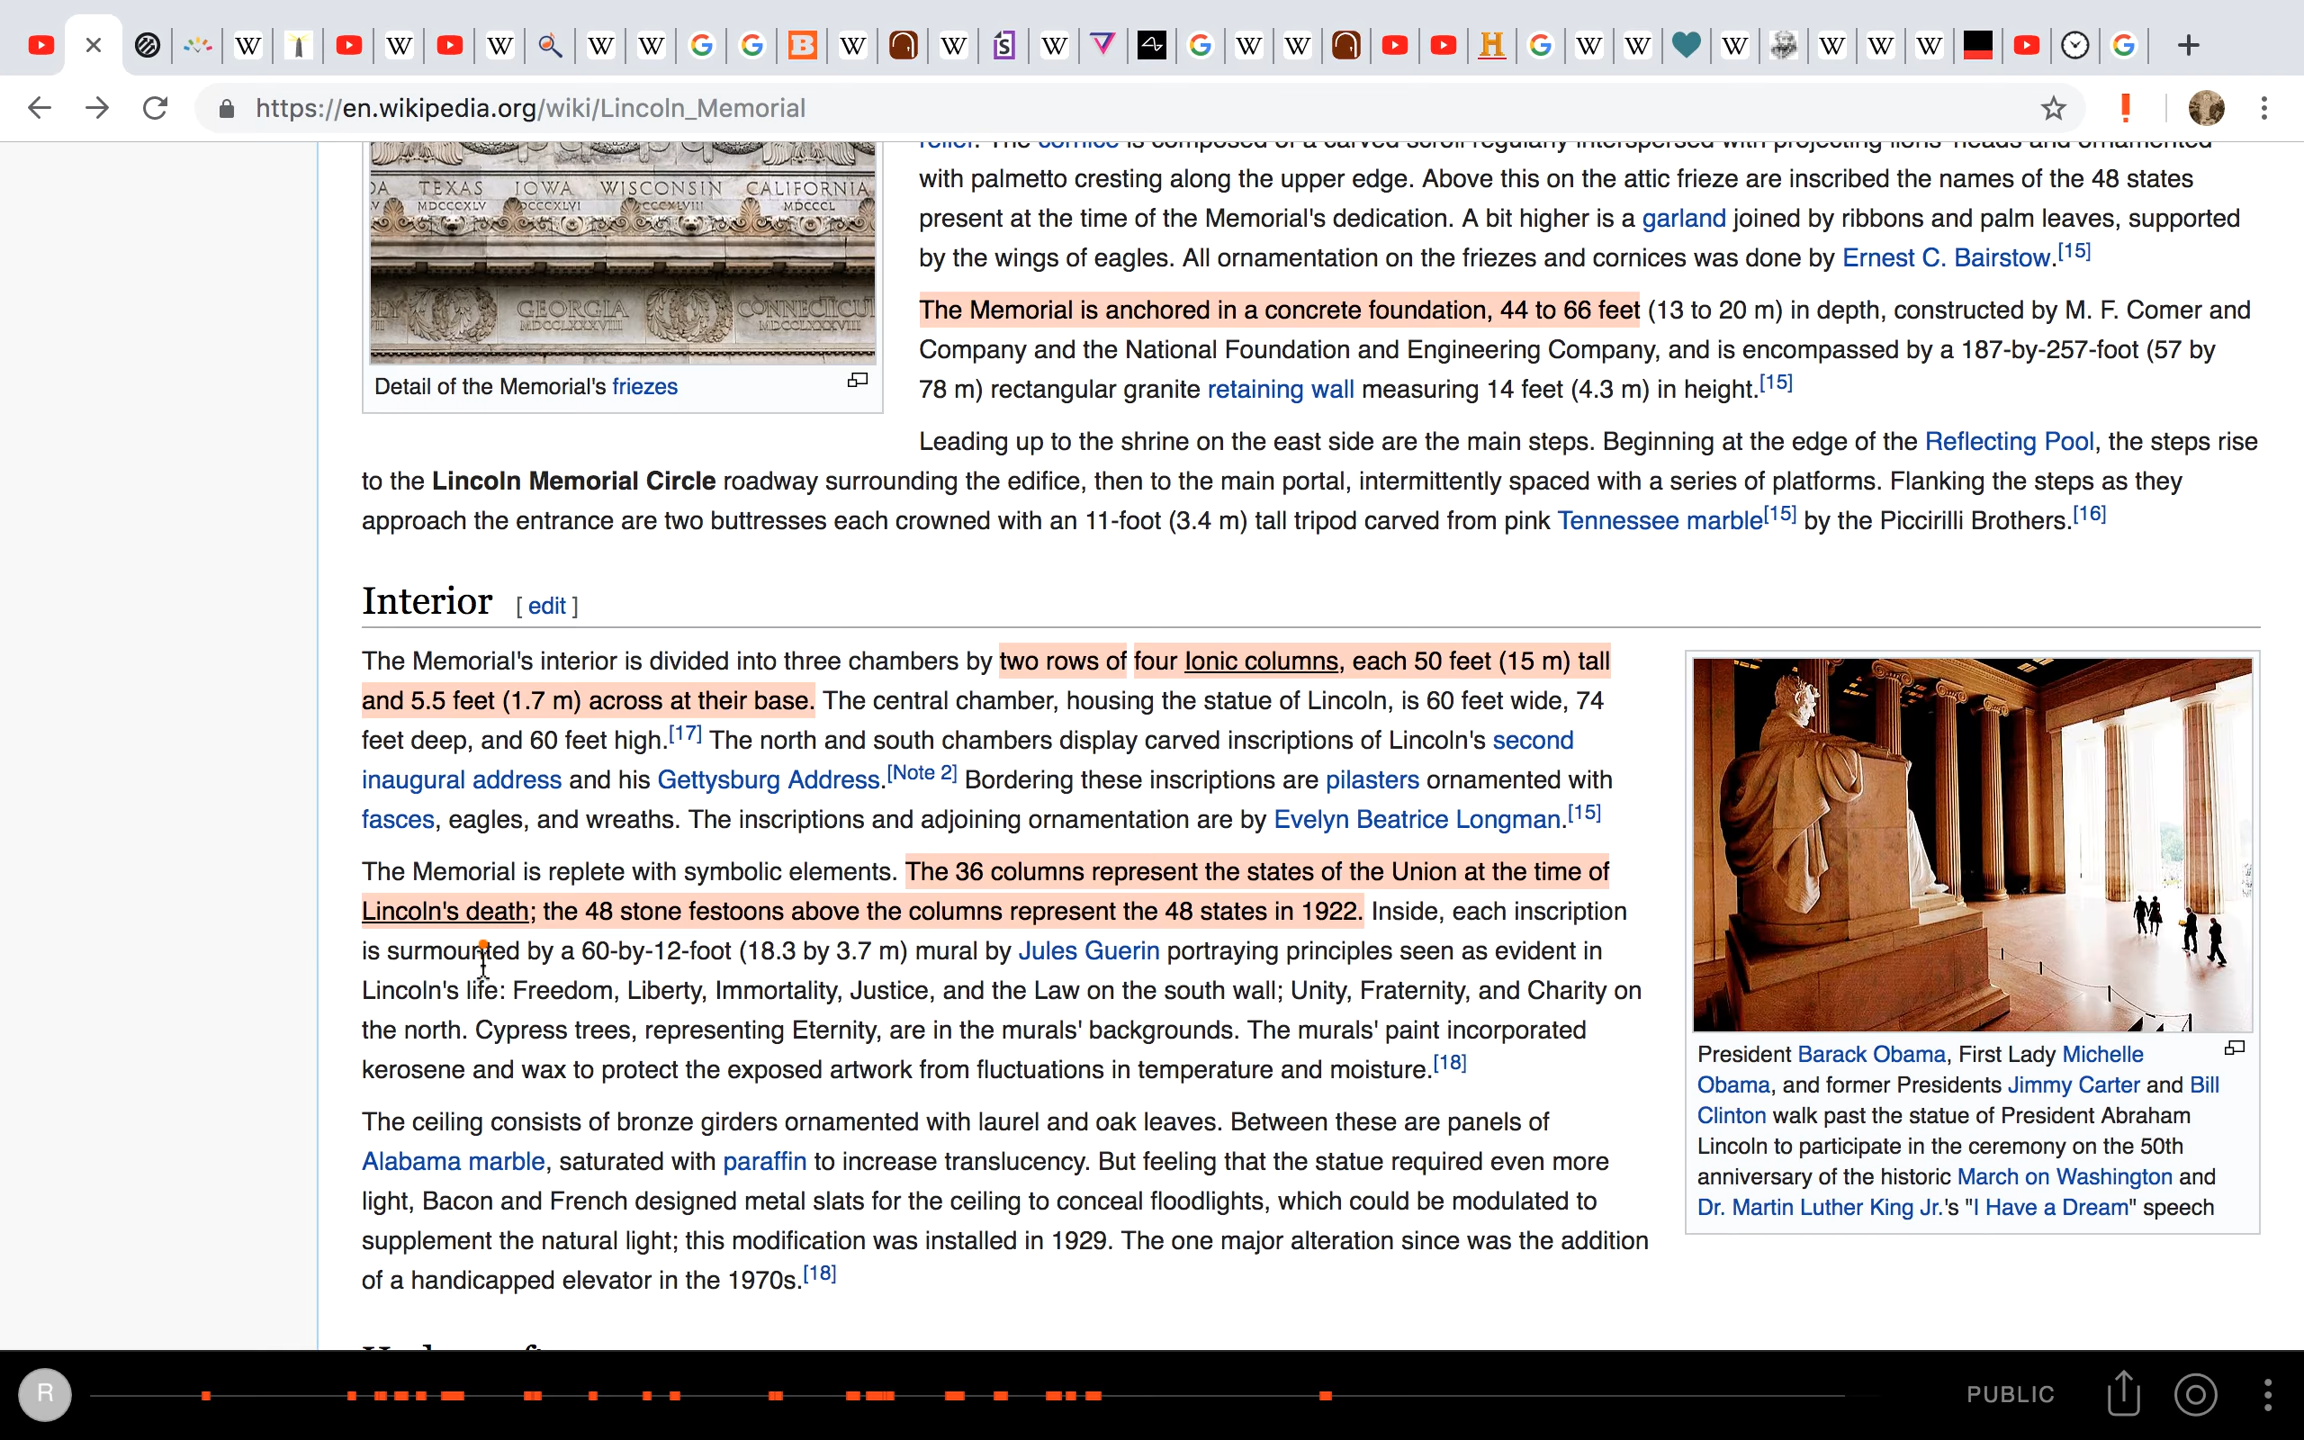 https://en.wikipedia.org/wiki/Lincoln_Memorial
relief. The cornice is composed of a carved scroll regularly interspersed with projecting lions' heads and ornamented
with palmetto cresting along the upper edge. Above this on the attic frieze are inscribed the names of the 48 states
present at the time of the Memorial's dedication. A bit higher is a garland joined by ribbons and palm leaves, supported
by the wings of eagles. All ornamentation on the friezes and cornices was done by Ernest C. Bairstow.[15]
TEXAS IOWA WISCONSIN CALIFORNIA
MDCCCXLV MDCCCL
GEORGIA CONNECTICU
MDCCLXXXVIII MDCCLXXXVIII
Detail of the Memorial's friezes
The Memorial is anchored in a concrete foundation, 44 to 66 feet (13 to 20 m) in depth, constructed by M. F. Comer and
Company and the National Foundation and Engineering Company, and is encompassed by a 187-by-257-foot (57 by
78 m) rectangular granite retaining wall measuring 14 feet (4.3 m) in height.[15]
Leading up to the shrine on the east side are the main steps. Beginning at the edge of the Reflecting Pool, the steps rise
to the Lincoln Memorial Circle roadway surrounding the edifice, then to the main portal, intermittently spaced with a series of platforms. Flanking the steps as they
approach the entrance are two buttresses each crowned with an 11-foot (3.4 m) tall tripod carved from pink Tennessee marble[15] by the Piccirilli Brothers.[16]
Interior [ edit ]
The Memorial's interior is divided into three chambers by two rows of four Ionic columns, each 50 feet (15 m) tall
and 5.5 feet (1.7 m) across at their base. The central chamber, housing the statue of Lincoln, is 60 feet wide, 74
feet deep, and 60 feet high.[17] The north and south chambers display carved inscriptions of Lincoln's second
inaugural address and his Gettysburg Address.[Note 2] Bordering these inscriptions are pilasters ornamented with
fasces, eagles, and wreaths. The inscriptions and adjoining ornamentation are by Evelyn Beatrice Longman.[15]
The Memorial is replete with symbolic elements. The 36 columns represent the states of the Union at the time of
Lincoln's death; the 48 stone festoons above the columns represent the 48 states in 1922. Inside, each inscription
is surmounted by a 60-by-12-foot (18.3 by 3.7 m) mural by Jules Guerin portraying principles seen as evident in
Lincoln's life: Freedom, Liberty, Immortality, Justice, and the Law on the south wall; Unity, Fraternity, and Charity on
the north. Cypress trees, representing Eternity, are in the murals' backgrounds. The murals' paint incorporated
kerosene and wax to protect the exposed artwork from fluctuations in temperature and moisture.[18]
The ceiling consists of bronze girders ornamented with laurel and oak leaves. Between these are panels of
Alabama marble, saturated with paraffin to increase translucency. But feeling that the statue required even more
light, Bacon and French designed metal slats for the ceiling to conceal floodlights, which could be modulated to
supplement the natural light; this modification was installed in 1929. The one major alteration since was the addition
of a handicapped elevator in the 1970s.[18]
President Barack Obama, First Lady Michelle
Obama, and former Presidents Jimmy Carter and Bill
Clinton walk past the statue of President Abraham
Lincoln to participate in the ceremony on the 50th
anniversary of the historic March on Washington and
Dr. Martin Luther King Jr.'s "I Have a Dream" speech
R
PUBLIC